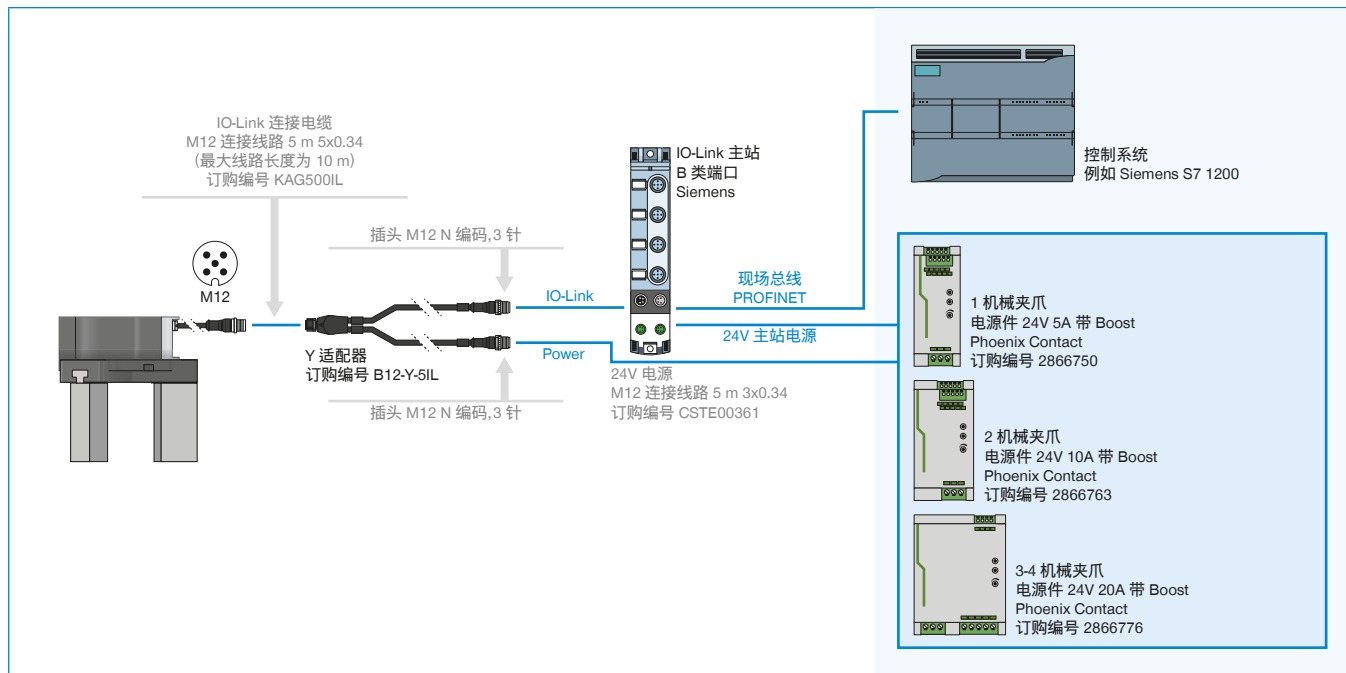 IO-Link 连接电缆
M12 连接线路 5 m 5x0.34
(最大线路长度为 10 m)
订购编号 KAG500IL
M12
插头 M12 N 编码,3 针
Y 适配器
订购编号 B12-Y-5IL
插头 M12 N 编码,3 针
IO-Link
Power
IO-Link 主站
B 类端口
Siemens
24V 电源
M12 连接线路 5 m 3x0.34
订购编号 CSTE00361
现场总线
PROFINET
24V 主站电源
控制系统
例如 Siemens S7 1200
1 机械夹爪
电源件 24V 5A 带 Boost
Phoenix Contact
订购编号 2866750
2 机械夹爪
电源件 24V 10A 带 Boost
Phoenix Contact
订购编号 2866763
3-4 机械夹爪
电源件 24V 20A 带 Boost
Phoenix Contact
订购编号 2866776